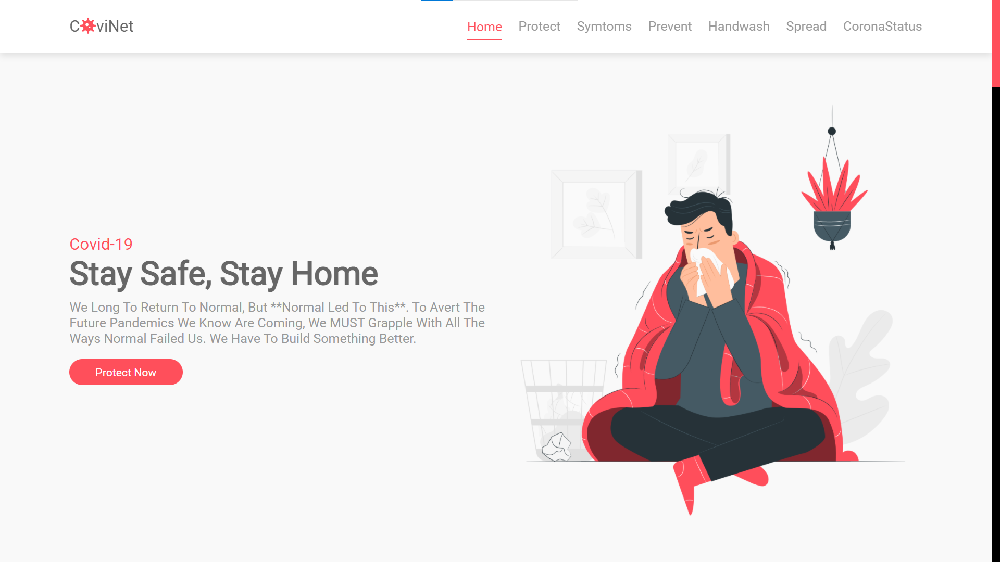 CoviNet
Home Protect Symtoms Prevent Handwash Spread CoronaStatus
Covid-19
Stay Safe, Stay Home
We Long To Return To Normal, But **Normal Led To This**. To Avert The
Future Pandemics We Know Are Coming, We MUST Grapple With All The
Ways Normal Failed Us. We Have To Build Something Better.
Protect Now